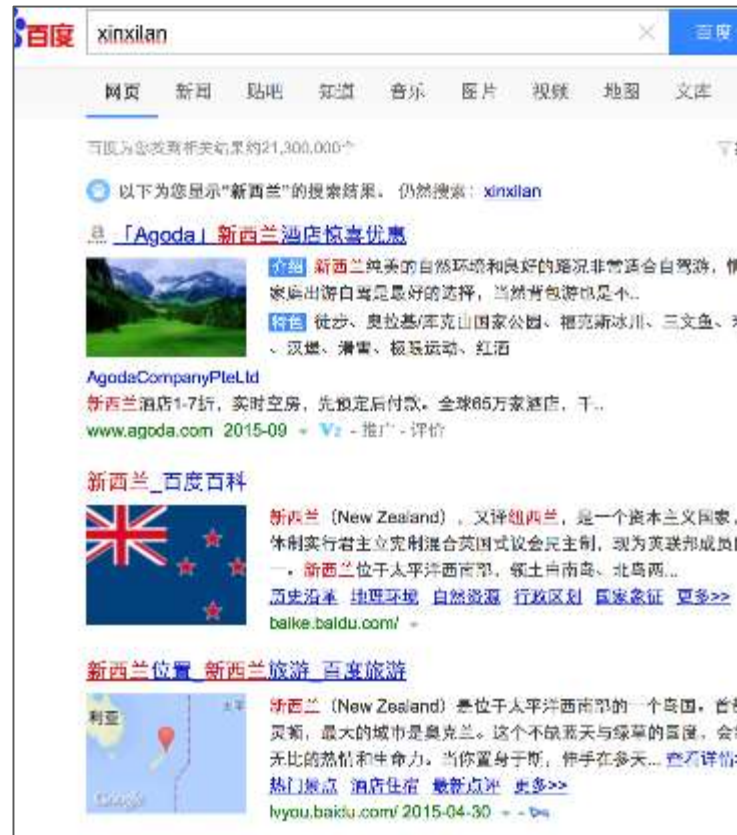 百度 xinxilan 百度
网页 新闻 贴吧 知道 音乐 图片 视频 地图 文库
百度为您找到相关结果约21,300,000个
以下为您显示“新西兰”的搜索结果。 仍然搜索：xinxilan
「Agoda」新西兰酒店惊喜优惠
介绍 新西兰纯美的自然环境和良好的路况非常适合自驾游，情
家庭出游自驾是最好的选择，当然背包游也是不..
特色 徒步、奥拉基/库克山国家公园、福克斯冰川、三文鱼、
、汉堡、滑雪、极限运动、红酒
AgodaCompanyPteLtd
新西兰酒店1-7折，实时空房，先预定后付款。全球65万家酒店，千..
www.agoda.com 2015-09 V2 - 推广 - 评价
新西兰_百度百科
新西兰（New Zealand），又译纽西兰，是一个资本主义国家，
体制实行君主立宪制混合英国式议会民主制，现为英联邦成员
一。新西兰位于太平洋西南部，领土由南岛、北岛两...
历史沿革 地理环境 自然资源 行政区划 国家象征 更多>>
baike.baidu.com/
新西兰位置_新西兰旅游_百度旅游
新西兰（New Zealand）是位于太平洋西南部的一个岛国。首都
灵顿，最大的城市是奥克兰。这个不缺蓝天与绿草的国度，会
无比的热情和生命力。当你置身于斯，伸手在多天... 查看详情
热门景点 酒店住宿 最新点评 更多>>
lvyou.baidu.com/ 2015-04-30
利亚
太平
Google